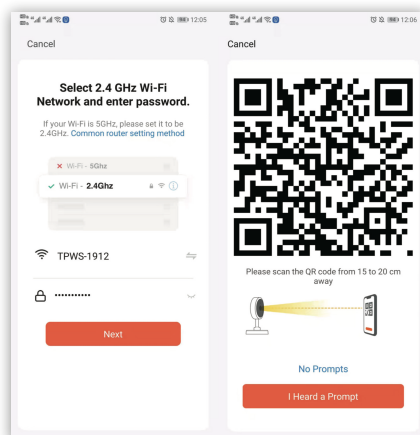 12:05
Cancel
Select 2.4 GHz Wi-Fi
Network and enter password.
If your Wi-Fi is 5GHz, please set it to be
2.4GHz. Common router setting method
Wi-Fi - 5Ghz
Wi-Fi - 2.4Ghz
TPWS-1912
Next
12:06
Cancel
Please scan the QR code from 15 to 20 cm
away
No Prompts
I Heard a Prompt